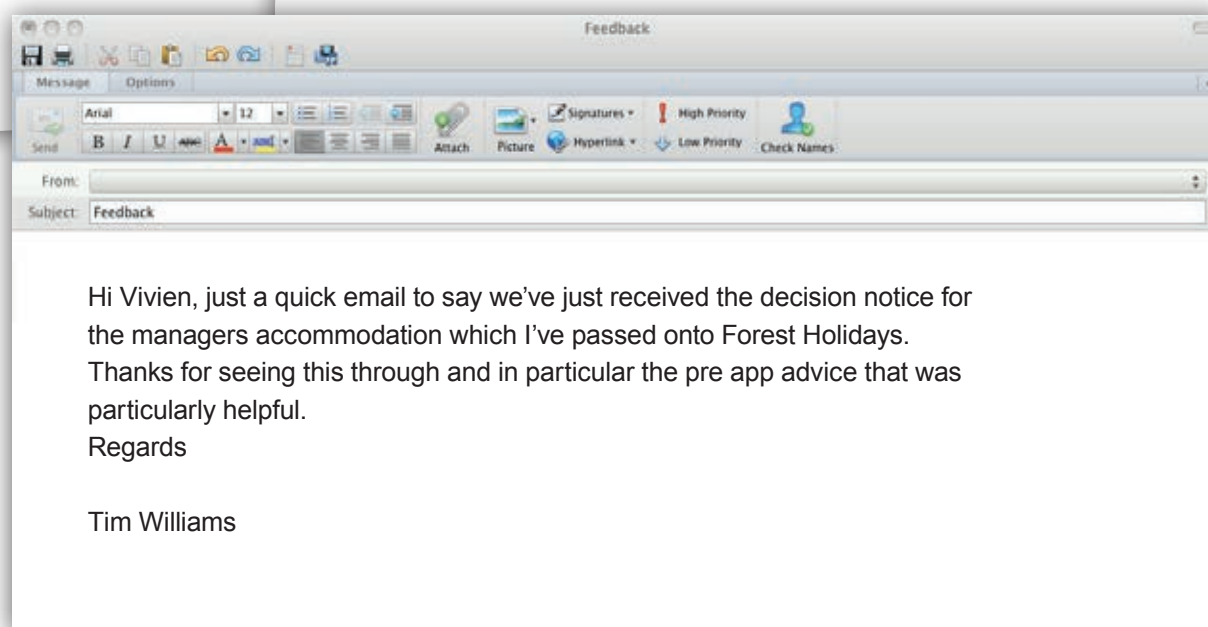 Feedback
Message Options
Arial 12
Signatures High Priority
Send B I U ABC A abc Attach Picture Hyperlink Low Priority Check Names
From:
Subject: Feedback
Hi Vivien, just a quick email to say we’ve just received the decision notice for
the managers accommodation which I’ve passed onto Forest Holidays.
Thanks for seeing this through and in particular the pre app advice that was
particularly helpful.
Regards
Tim Williams